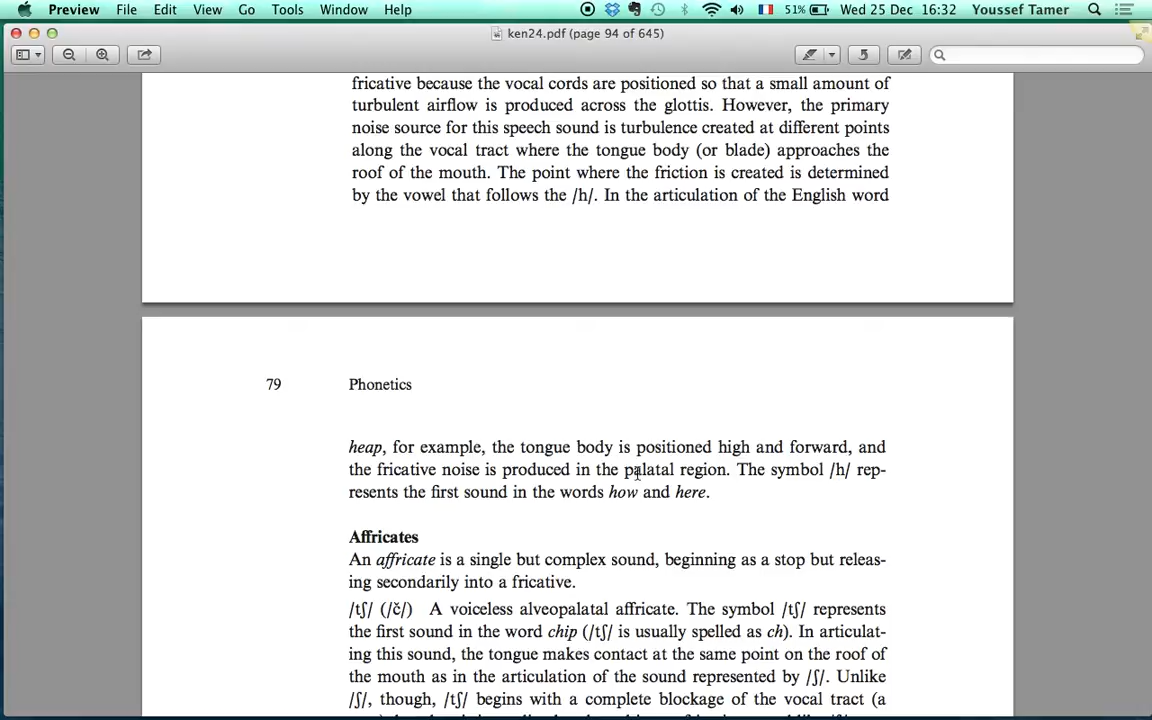 Preview File Edit View Go Tools Window Help 51% Wed 25 Dec 16:32 Youssef Tamer
ken24.pdf (page 94 of 645)
fricative because the vocal cords are positioned so that a small amount of
turbulent airflow is produced across the glottis. However, the primary
noise source for this speech sound is turbulence created at different points
along the vocal tract where the tongue body (or blade) approaches the
roof of the mouth. The point where the friction is created is determined
by the vowel that follows the /h/. In the articulation of the English word
79 Phonetics
heap, for example, the tongue body is positioned high and forward, and
the fricative noise is produced in the palatal region. The symbol /h/ rep-
resents the first sound in the words how and here.
Affricates
An affricate is a single but complex sound, beginning as a stop but releas-
ing secondarily into a fricative.
/tʃ/ (/č/) A voiceless alveopalatal affricate. The symbol /tʃ/ represents
the first sound in the word chip (/tʃ/ is usually spelled as ch). In articulat-
ing this sound, the tongue makes contact at the same point on the roof of
the mouth as in the articulation of the sound represented by /ʃ/. Unlike
/ʃ/, though, /tʃ/ begins with a complete blockage of the vocal tract (a